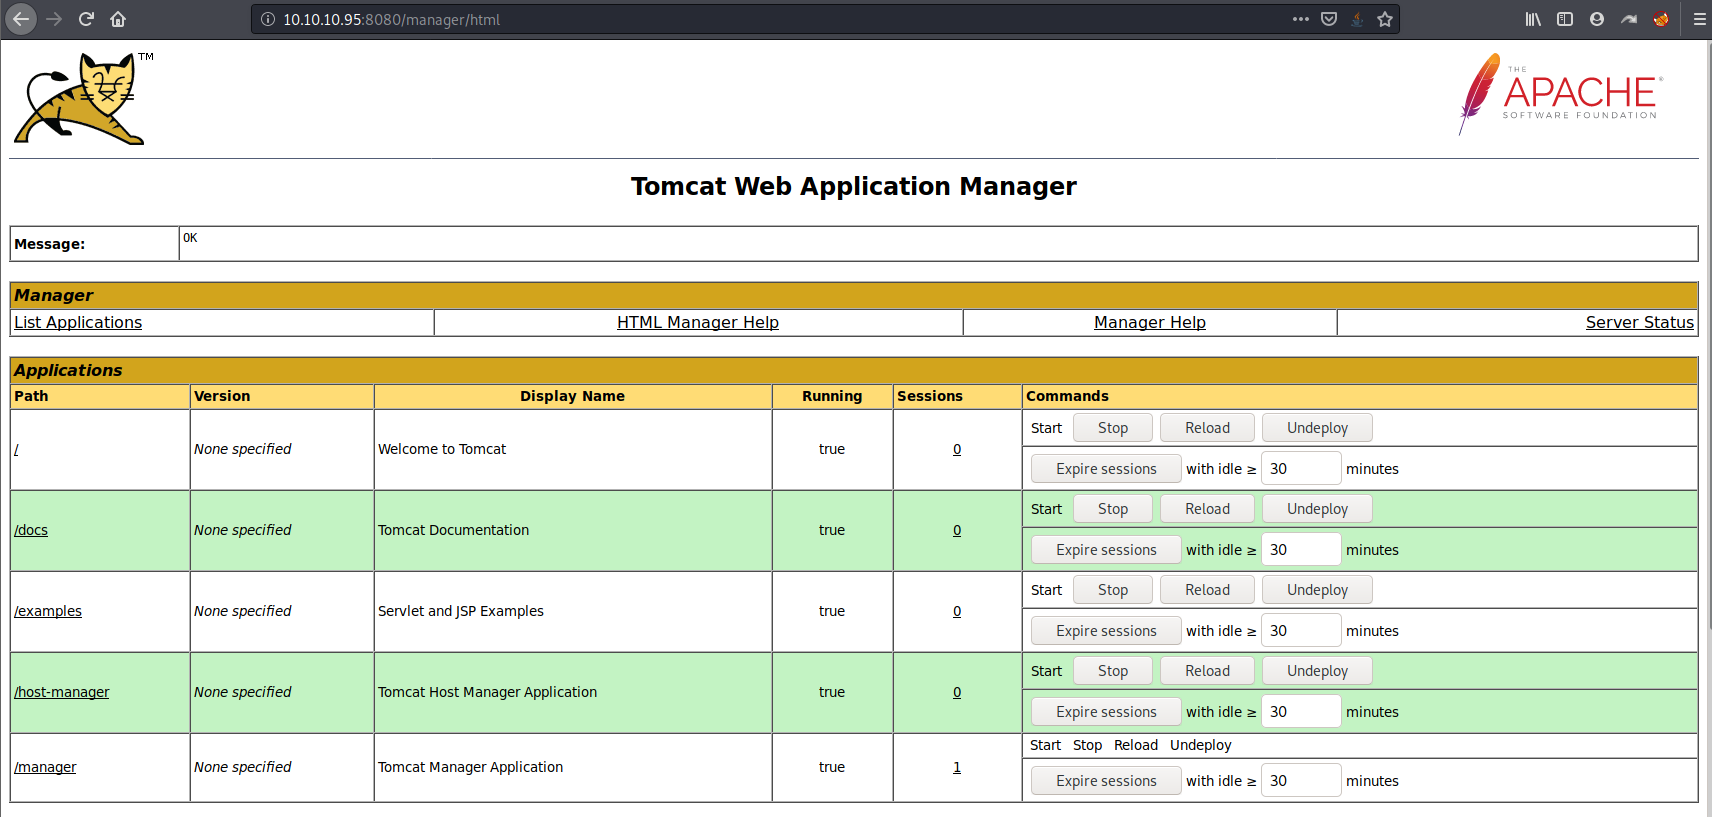 10.10.10.95:8080/manager/html
TM
THE
APACHE®
SOFTWARE FOUNDATION
Tomcat Web Application Manager
Message: OK
Manager
List Applications HTML Manager Help Manager Help Server Status
Applications
Path Version Display Name Running Sessions Commands
/ None specified Welcome to Tomcat true 0 Start Stop Reload Undeploy
Expire sessions with idle ≥ 30 minutes
/docs None specified Tomcat Documentation true 0 Start Stop Reload Undeploy
Expire sessions with idle ≥ 30 minutes
/examples None specified Servlet and JSP Examples true 0 Start Stop Reload Undeploy
Expire sessions with idle ≥ 30 minutes
/host-manager None specified Tomcat Host Manager Application true 0 Start Stop Reload Undeploy
Expire sessions with idle ≥ 30 minutes
/manager None specified Tomcat Manager Application true 1 Start Stop Reload Undeploy
Expire sessions with idle ≥ 30 minutes